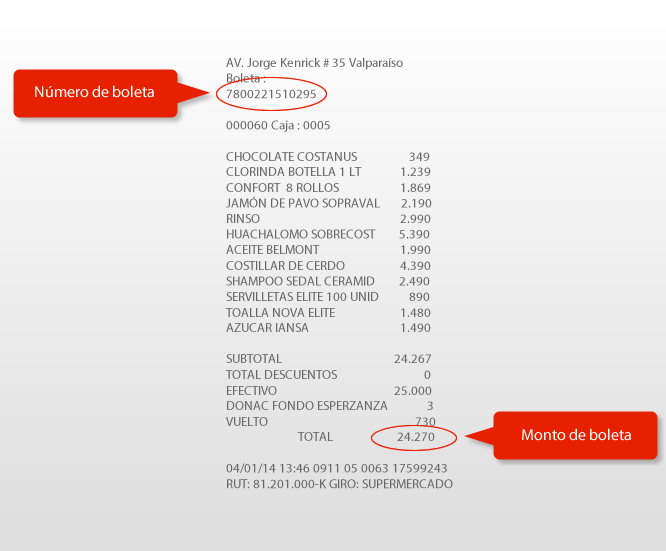 AV. Jorge Kenrick # 35 Valparaíso
Boleta :
Número de boleta
7800221510295
000060 Caja : 0005
CHOCOLATE COSTANUS 349
CLORINDA BOTELLA 1 LT 1.239
CONFORT 8 ROLLOS 1.869
JAMÓN DE PAVO SOPRAVAL 2.190
RINSO 2.990
HUACHALOMO SOBRECOST 5.390
ACEITE BELMONT 1.990
COSTILLAR DE CERDO 4.390
SHAMPOO SEDAL CERAMID 2.490
SERVILLETAS ELITE 100 UNID 890
TOALLA NOVA ELITE 1.480
AZUCAR IANSA 1.490
SUBTOTAL 24.267
TOTAL DESCUENTOS 0
EFECTIVO 25.000
DONAC FONDO ESPERZANZA 3
VUELTO 730
TOTAL 24.270
Monto de boleta
04/01/14 13:46 0911 05 0063 17599243
RUT: 81.201.000-K GIRO: SUPERMERCADO